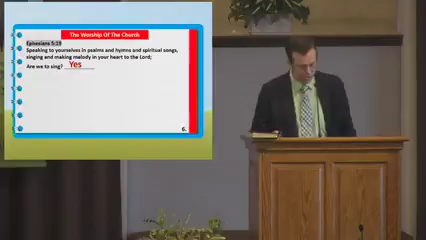 The Worship Of The Church
Ephesians 5:19
Speaking to yourselves in psalms and hymns and spiritual songs,
singing and making melody in your heart to the Lord;
Are we to sing? Yes
6.